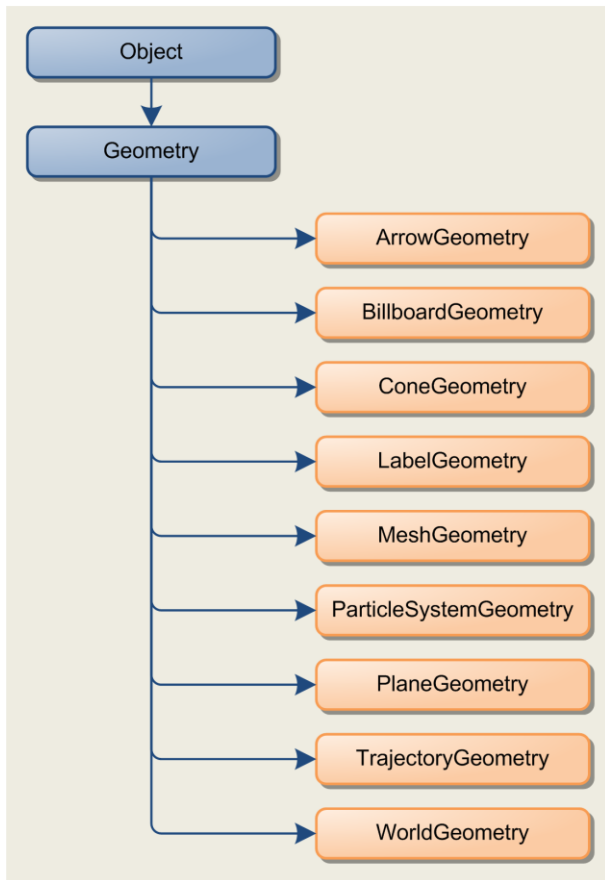 Object
Geometry
ArrowGeometry
BillboardGeometry
ConeGeometry
LabelGeometry
MeshGeometry
ParticleSystemGeometry
PlaneGeometry
TrajectoryGeometry
WorldGeometry